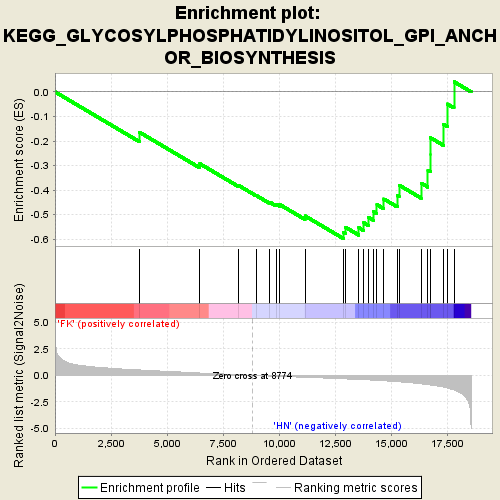 Enrichment plot:
KEGG_GLYCOSYLPHOSPHATIDYLINOSITOL_GPI_ANCH
OR_BIOSYNTHESIS
Enrichment score (ES)
0.0
-0.1
-0.2
-0.3
-0.4
-0.5
-0.6
'FK' (positively correlated)
Ranked list metric (Signal2Noise)
5.0
2.5
0.0
-2.5
-5.0
Zero cross at 8774
'HN' (negatively correlated)
0
2,500
5,000
7,500
10,000
12,500
15,000
17,500
Rank in Ordered Dataset
Enrichment profile
Hits
Ranking metric scores